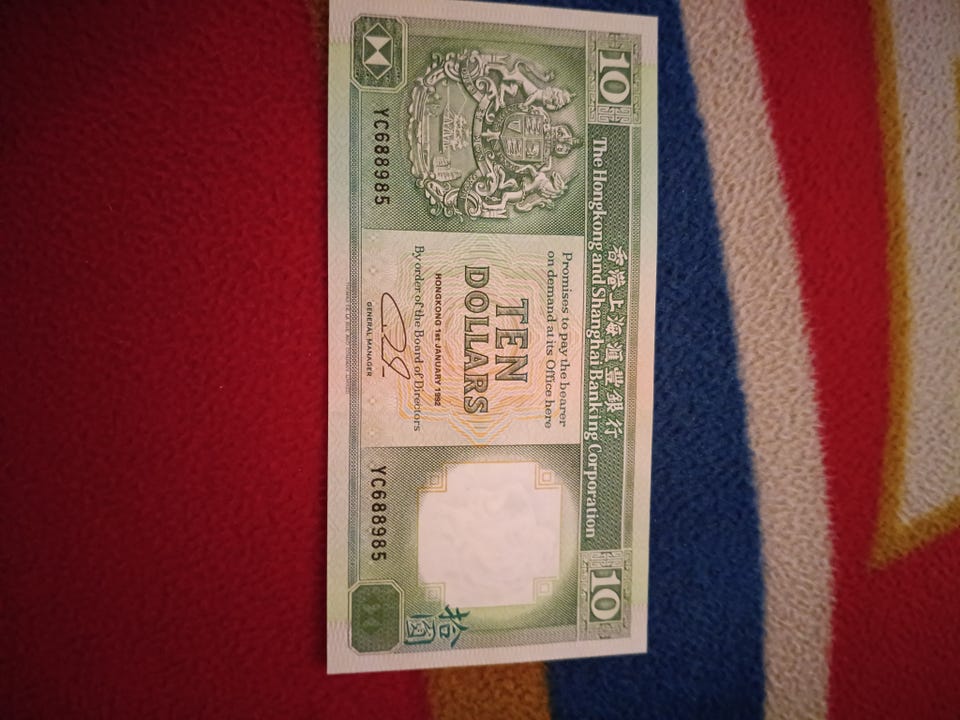 10
香港上海滙豐銀行
The Hongkong and Shanghai Banking Corporation
10
Promises to pay the bearer
on demand at its Office here
TEN
DOLLARS
HONGKONG 1st JANUARY 1992
By order of the Board of Directors
GENERAL MANAGER
YC688985
YC688985
拾圓